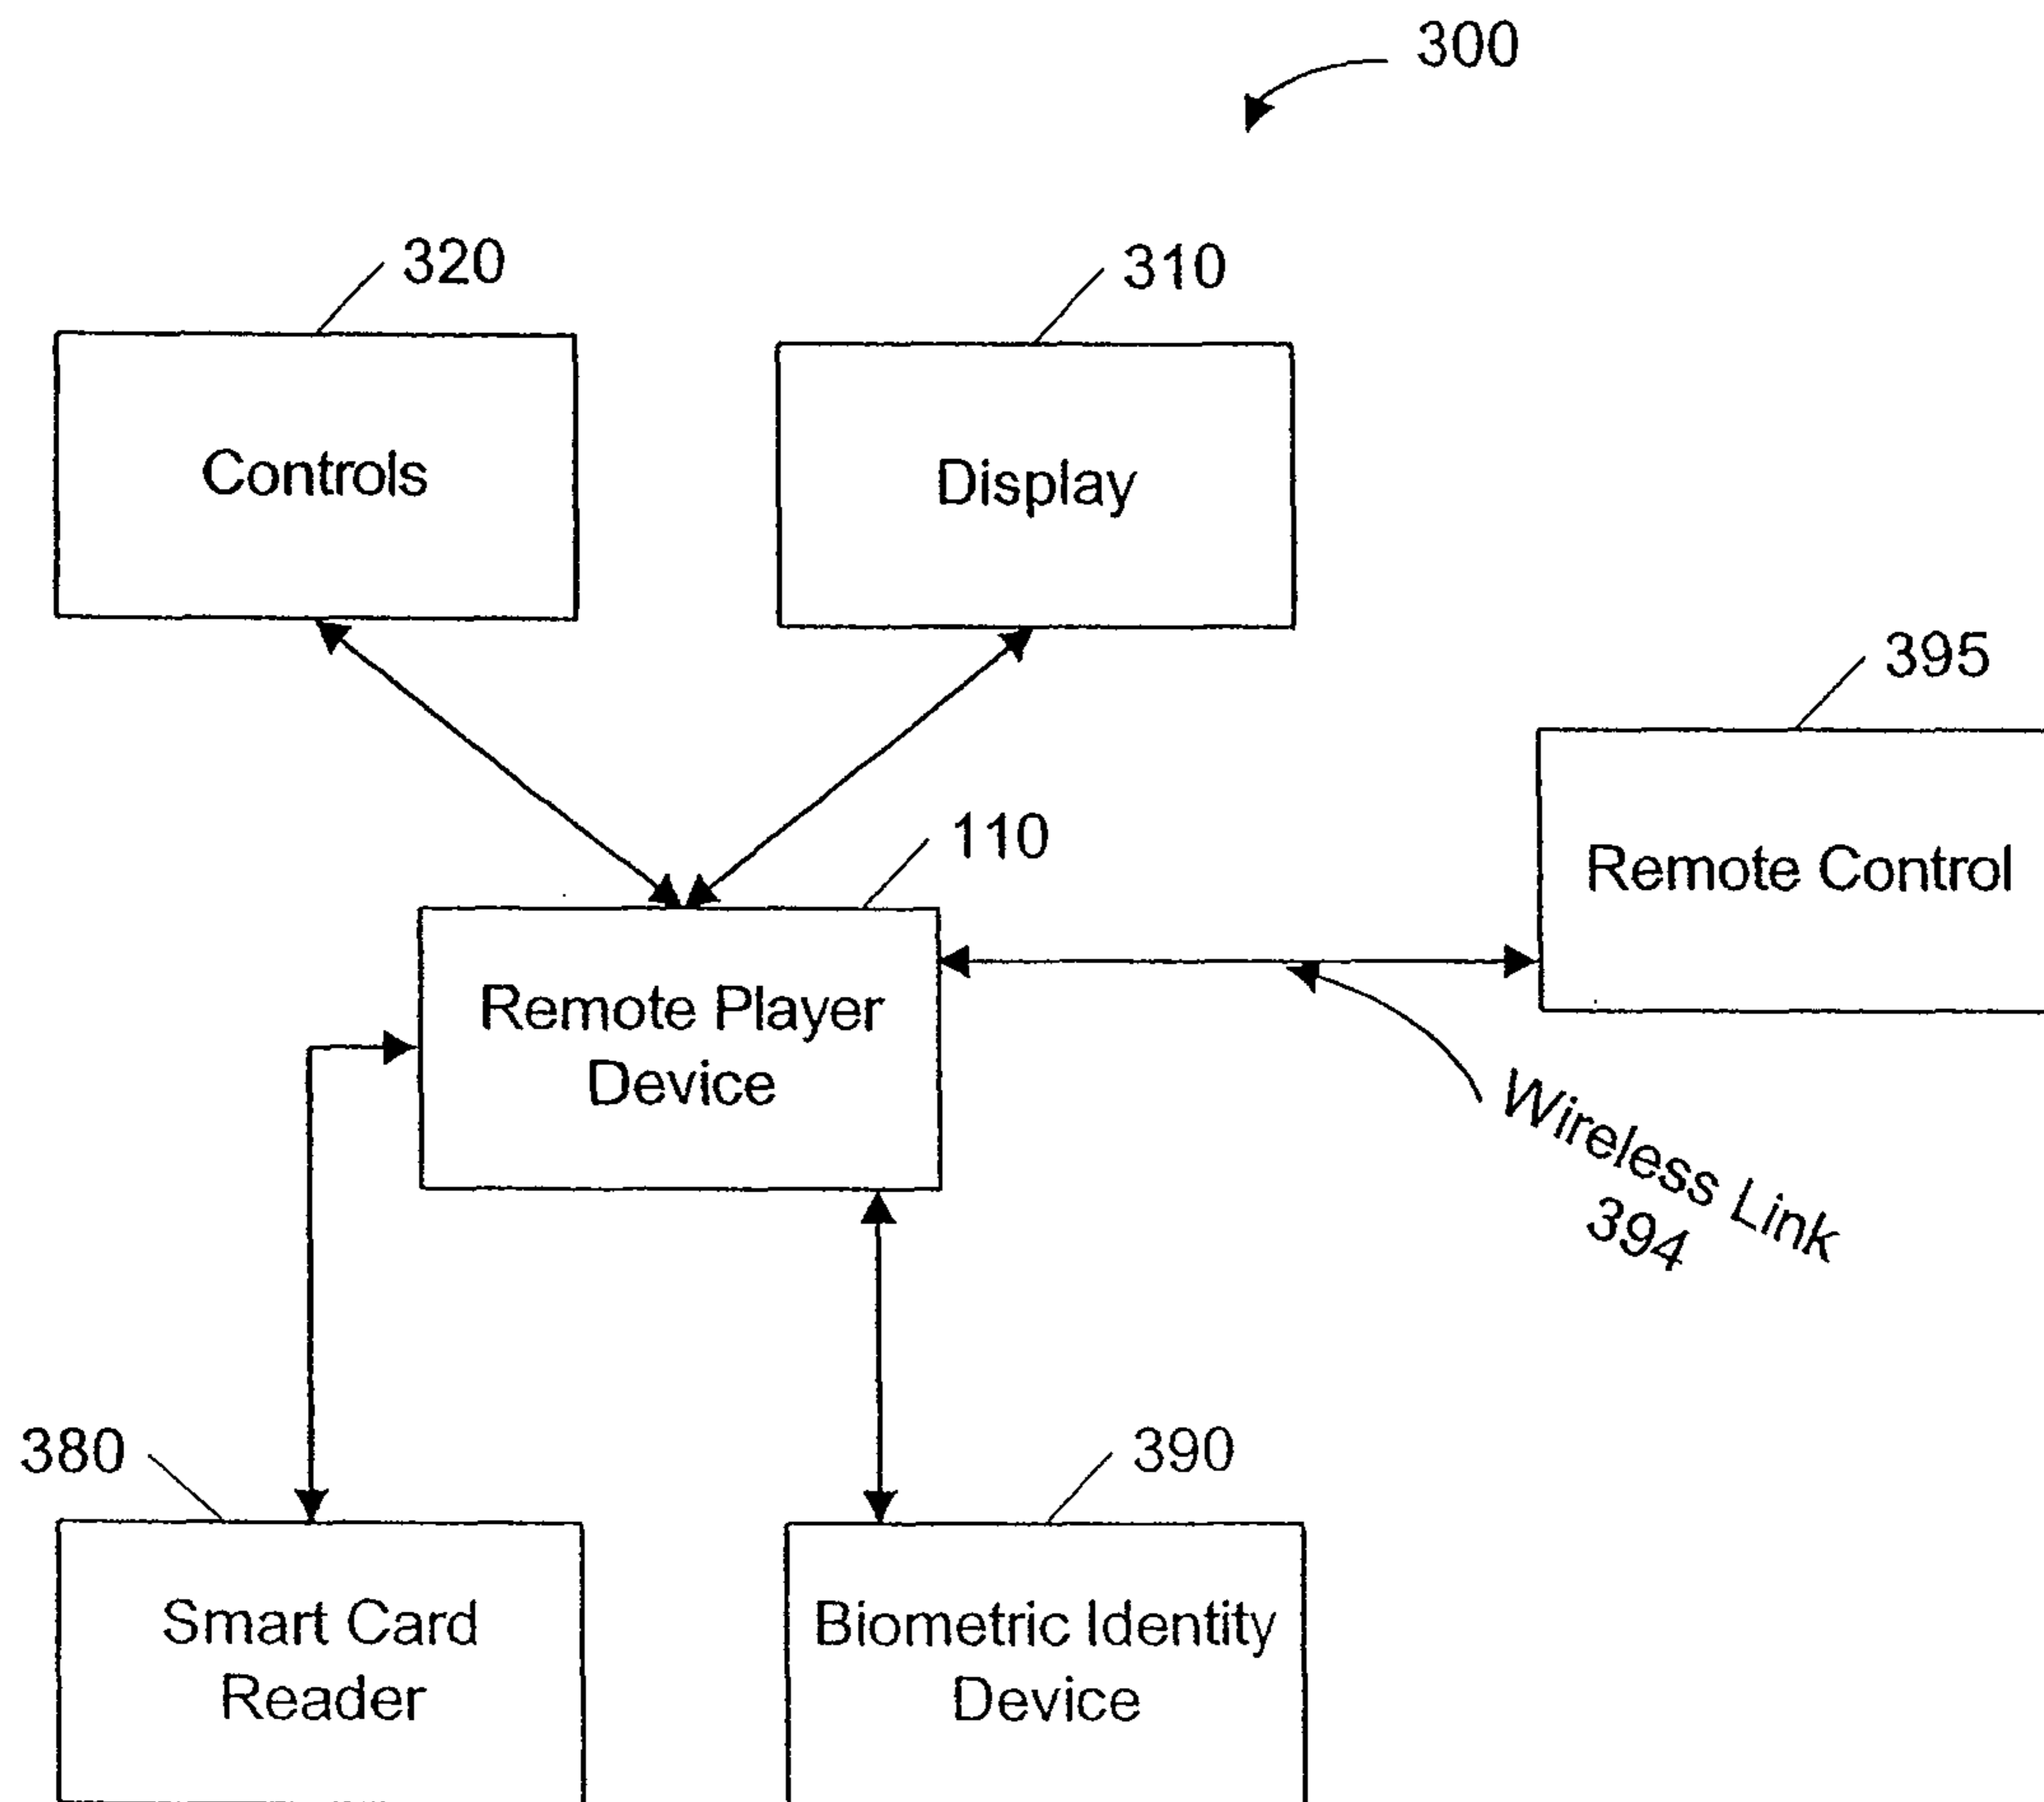 300
320
310
Controls
Display
395
Remote Control
110
Remote Player
Device
Wireless Link
394
380
390
Smart Card
Reader
Biometric Identity
Device